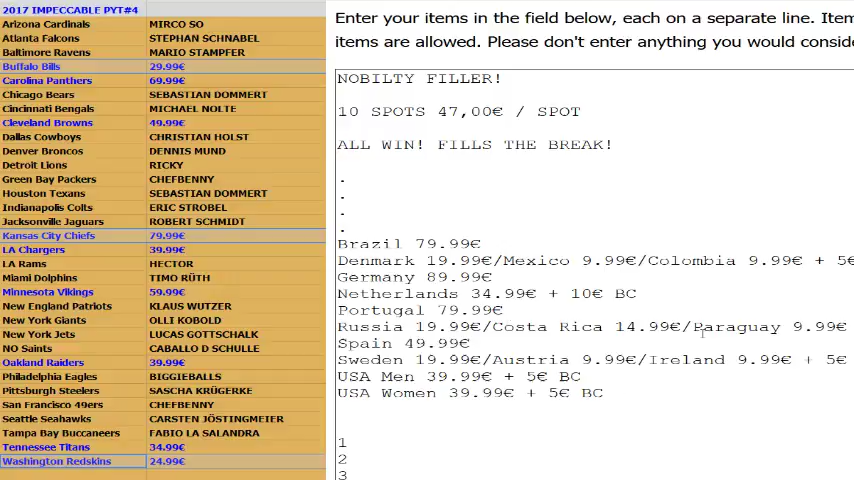 2017 IMPECCABLE PYT#4
Arizona Cardinals MIRCO SO
Atlanta Falcons STEPHAN SCHNABEL
Baltimore Ravens MARIO STAMPFER
Buffalo Bills 29.99€
Carolina Panthers 69.99€
Chicago Bears SEBASTIAN DOMMERT
Cincinnati Bengals MICHAEL NOLTE
Cleveland Browns 49.99€
Dallas Cowboys CHRISTIAN HOLST
Denver Broncos DENNIS MUND
Detroit Lions RICKY
Green Bay Packers CHEFBENNY
Houston Texans SEBASTIAN DOMMERT
Indianapolis Colts ERIC STROBEL
Jacksonville Jaguars ROBERT SCHMIDT
Kansas City Chiefs 79.99€
LA Chargers 39.99€
LA Rams HECTOR
Miami Dolphins TIMO RÜTH
Minnesota Vikings 59.99€
New England Patriots KLAUS WUTZER
New York Giants OLLI KOBOLD
New York Jets LUCAS GOTTSCHALK
NO Saints CABALLO D SCHULLE
Oakland Raiders 39.99€
Philadelphia Eagles BIGGIEBALLS
Pittsburgh Steelers SASCHA KRÜGERKE
San Francisco 49ers CHEFBENNY
Seattle Seahawks CARSTEN JÖSTINGMEIER
Tampa Bay Buccaneers FABIO LA SALANDRA
Tennessee Titans 34.99€
Washington Redskins 24.99€
Enter your items in the field below, each on a separate line. Item
items are allowed. Please don't enter anything you would consid
NOBILTY FILLER!
10 SPOTS 47,00€ / SPOT
ALL WIN! FILLS THE BREAK!
.
.
.
.
Brazil 79.99€
Denmark 19.99€/Mexico 9.99€/Colombia 9.99€ + 5€
Germany 89.99€
Netherlands 34.99€ + 10€ BC
Portugal 79.99€
Russia 19.99€/Costa Rica 14.99€/Paraguay 9.99€
Spain 49.99€
Sweden 19.99€/Austria 9.99€/Ireland 9.99€ + 5€
USA Men 39.99€ + 5€ BC
USA Women 39.99€ + 5€ BC
1
2
3